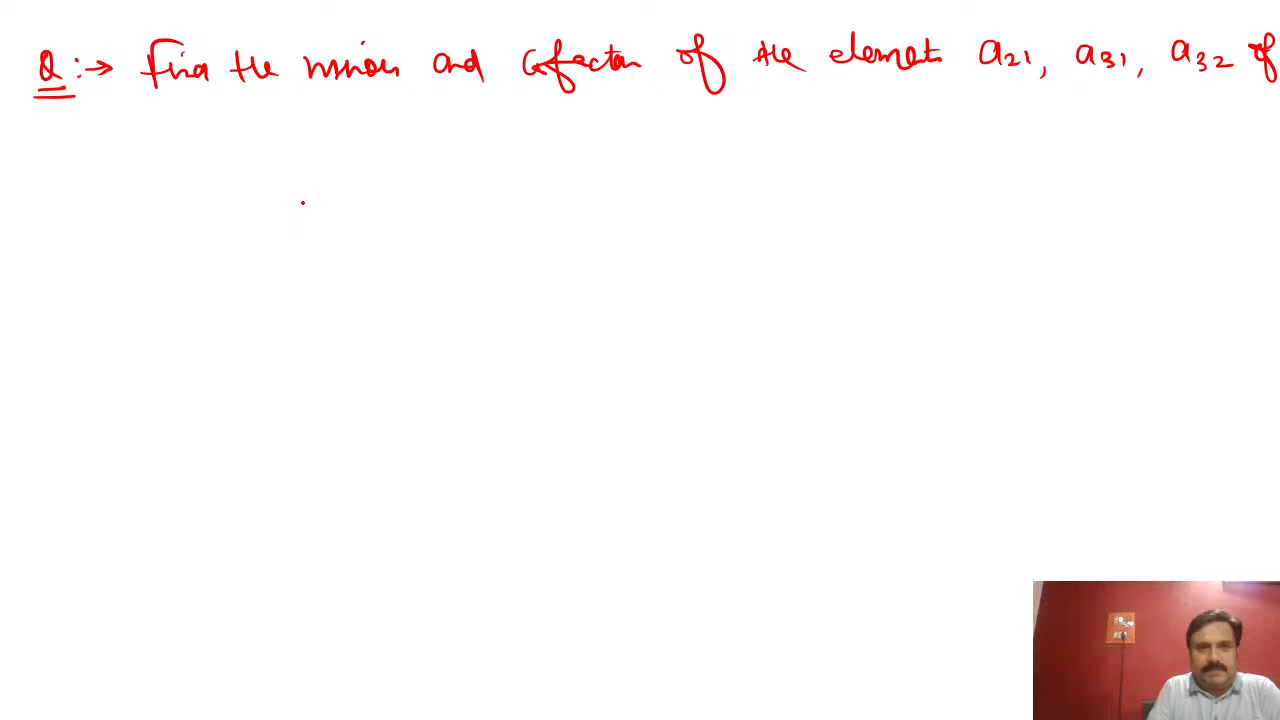 Q:→ Find the minor and cofactor of the element a21, a31, a32 of